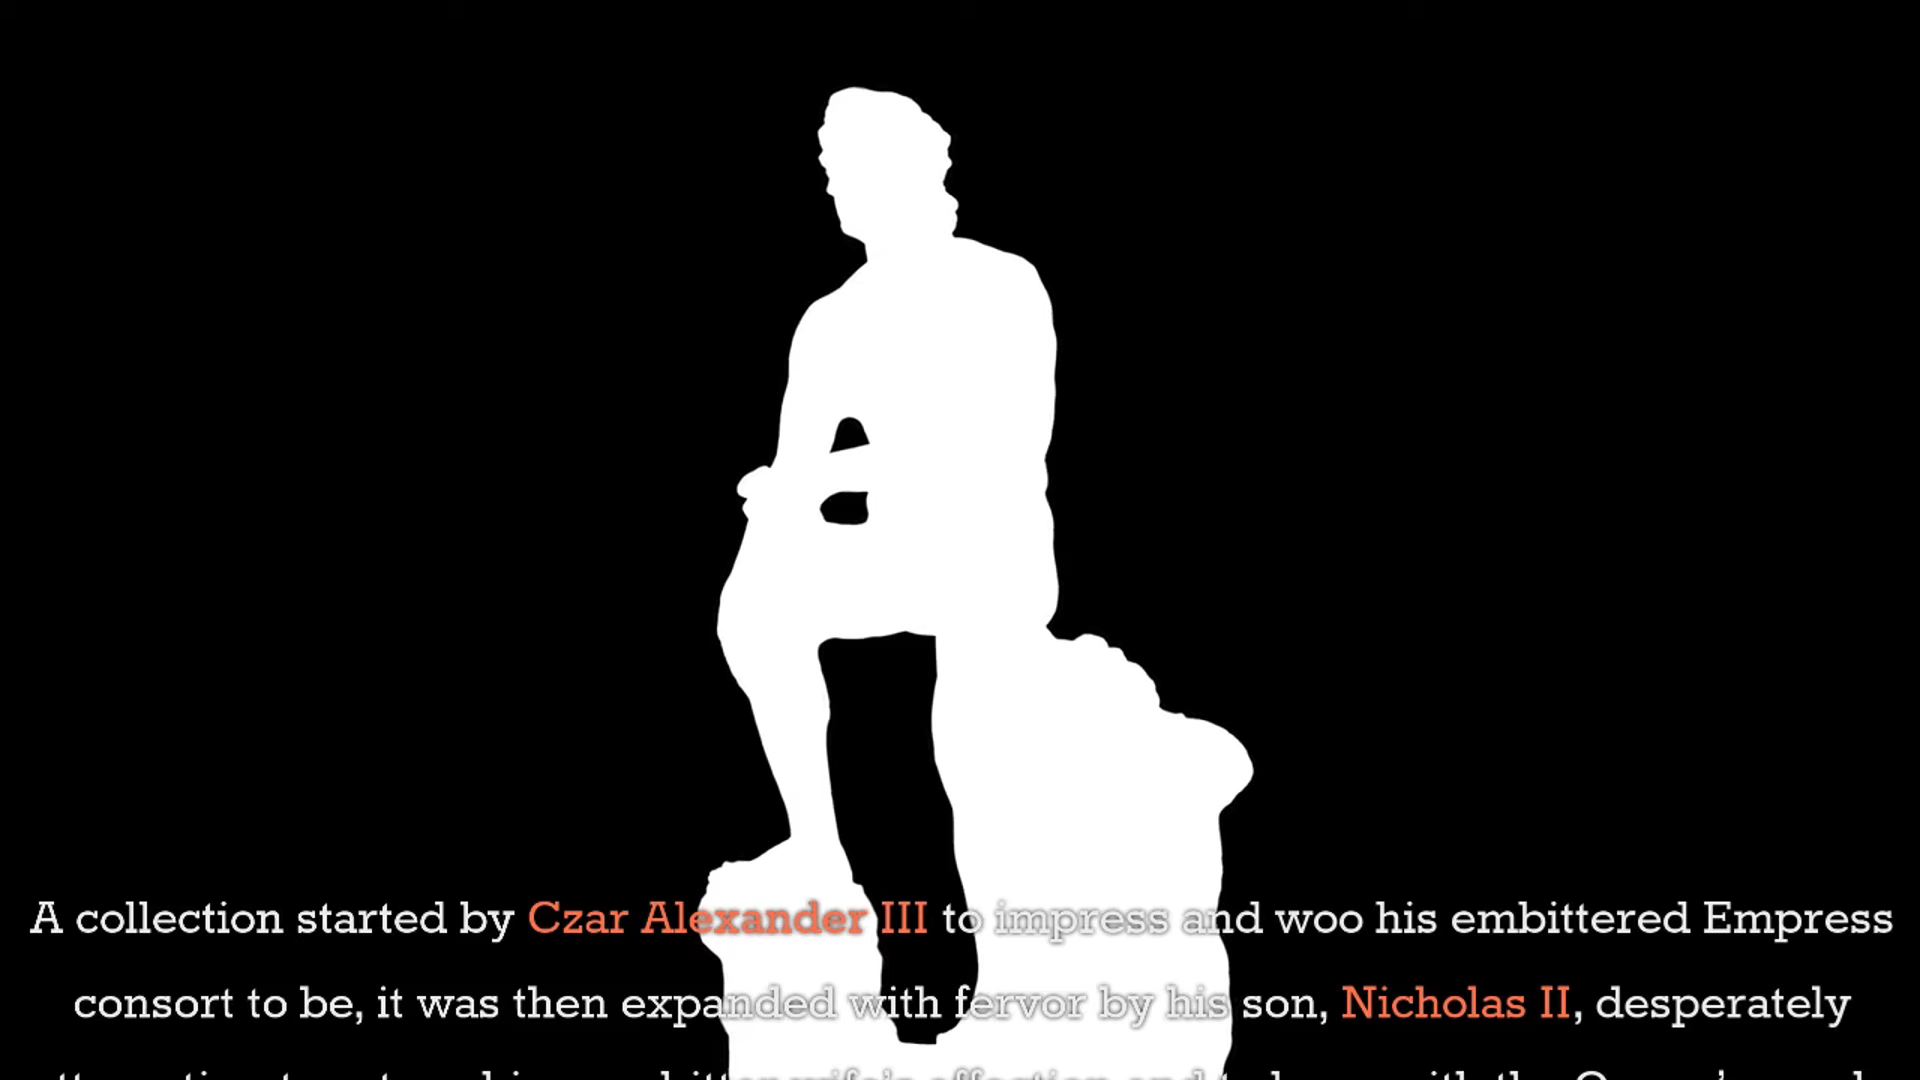 A collection started by Czar Alexander III to impress and woo his embittered Empress
consort to be, it was then expanded with fervor by his son, Nicholas II, desperately